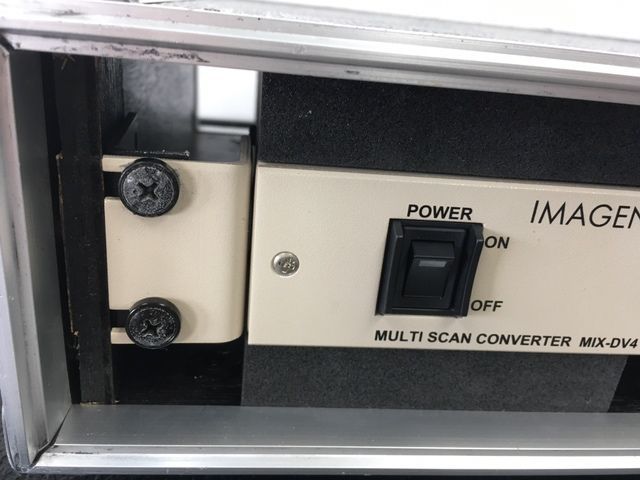 POWER
IMAGEN
ON
OFF
MULTI SCAN CONVERTER MIX-DV4